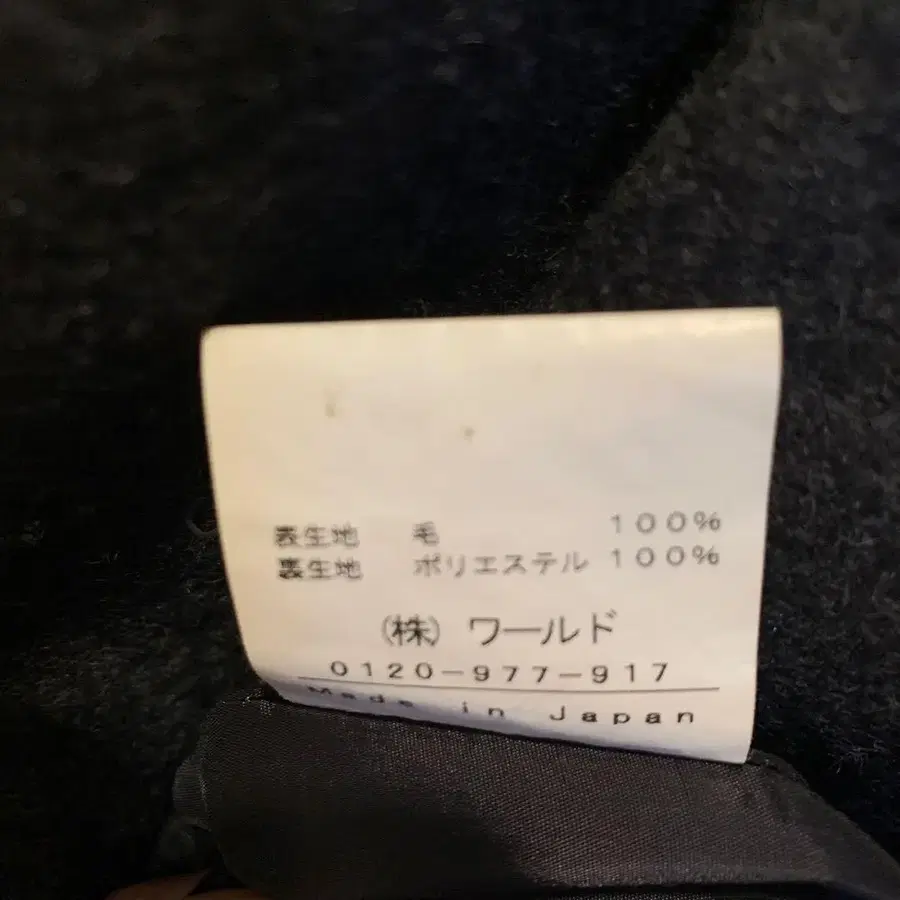 表生地 毛 100%
裏生地 ポリエステル 100%
(株) ワールド
0120-977-917
Made in Japan